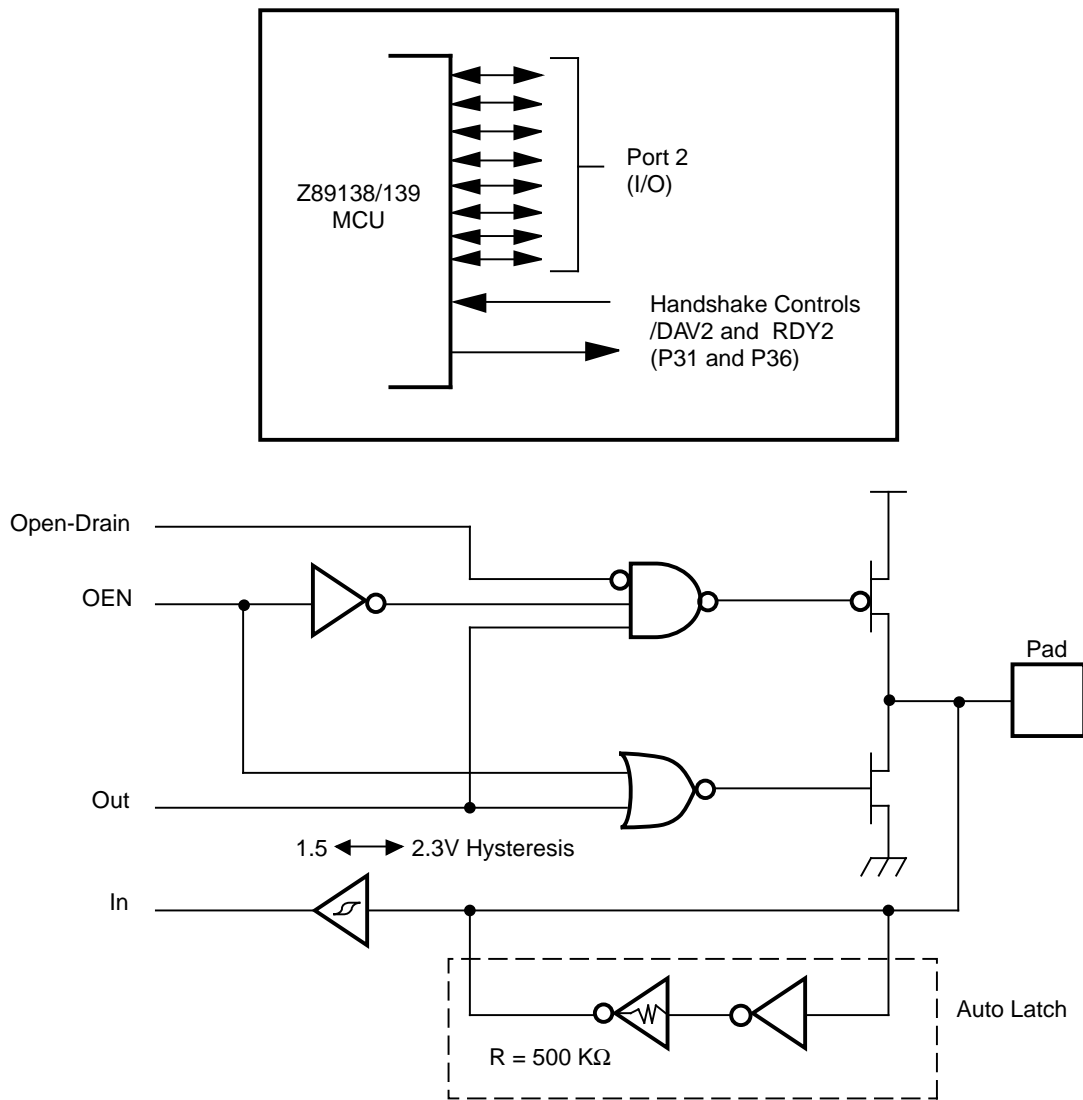 Z89138/139
MCU
Port 2
(I/O)
Handshake Controls
/DAV2 and RDY2
(P31 and P36)
Open-Drain
OEN
Pad
Out
1.5 2.3V Hysteresis
In
Auto Latch
R = 500 KΩ